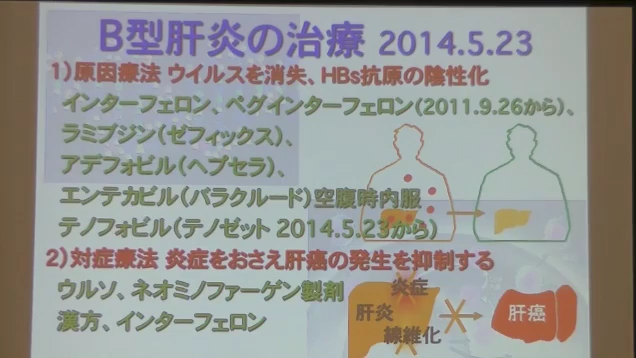 B型肝炎の治療 2014.5.23
1)原因療法 ウイルスを消失、HBs抗原の陰性化
インターフェロン、ペグインターフェロン(2011.9.26から)、
ラミブジン(ゼフィックス)、
アデフォビル(ヘプセラ)、
エンテカビル(バラクルード)空腹時内服
テノフォビル(テノゼット 2014.5.23から)
2)対症療法 炎症をおさえ肝癌の発生を抑制する
ウルソ、ネオミノファーゲン製剤
漢方、インターフェロン
炎症
肝炎
線維化
肝癌